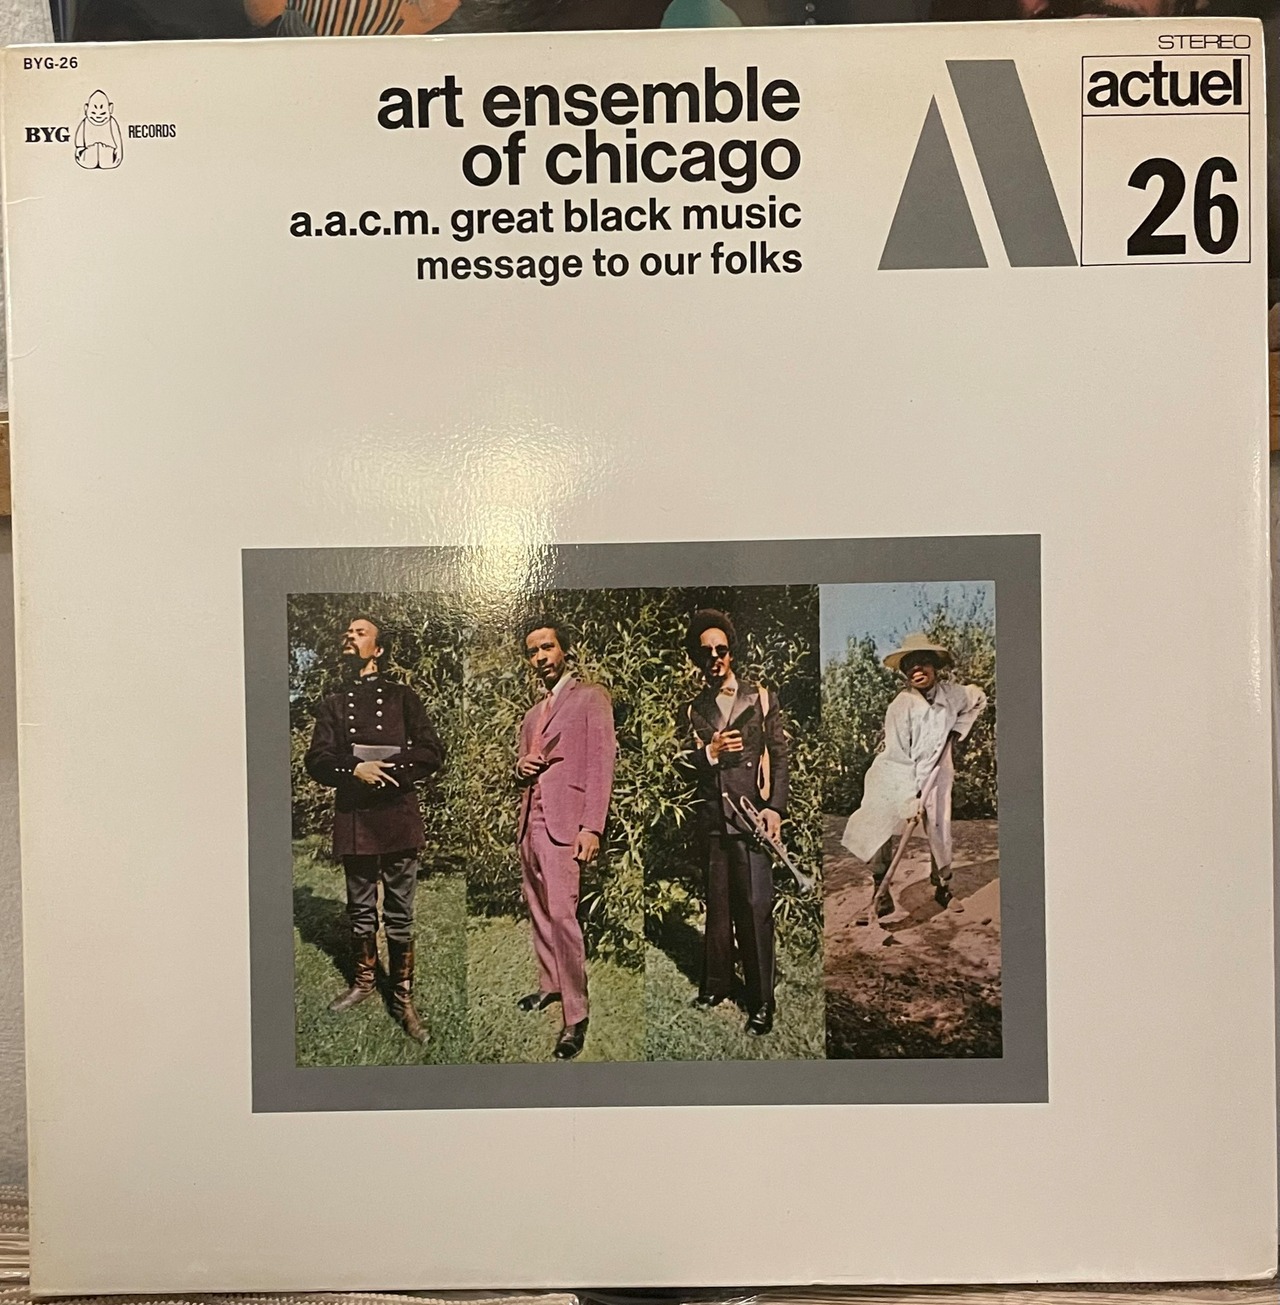 STEREO
BYG-26
BYG RECORDS
art ensemble
of chicago
a.a.c.m. great black music
message to our folks
actuel
26